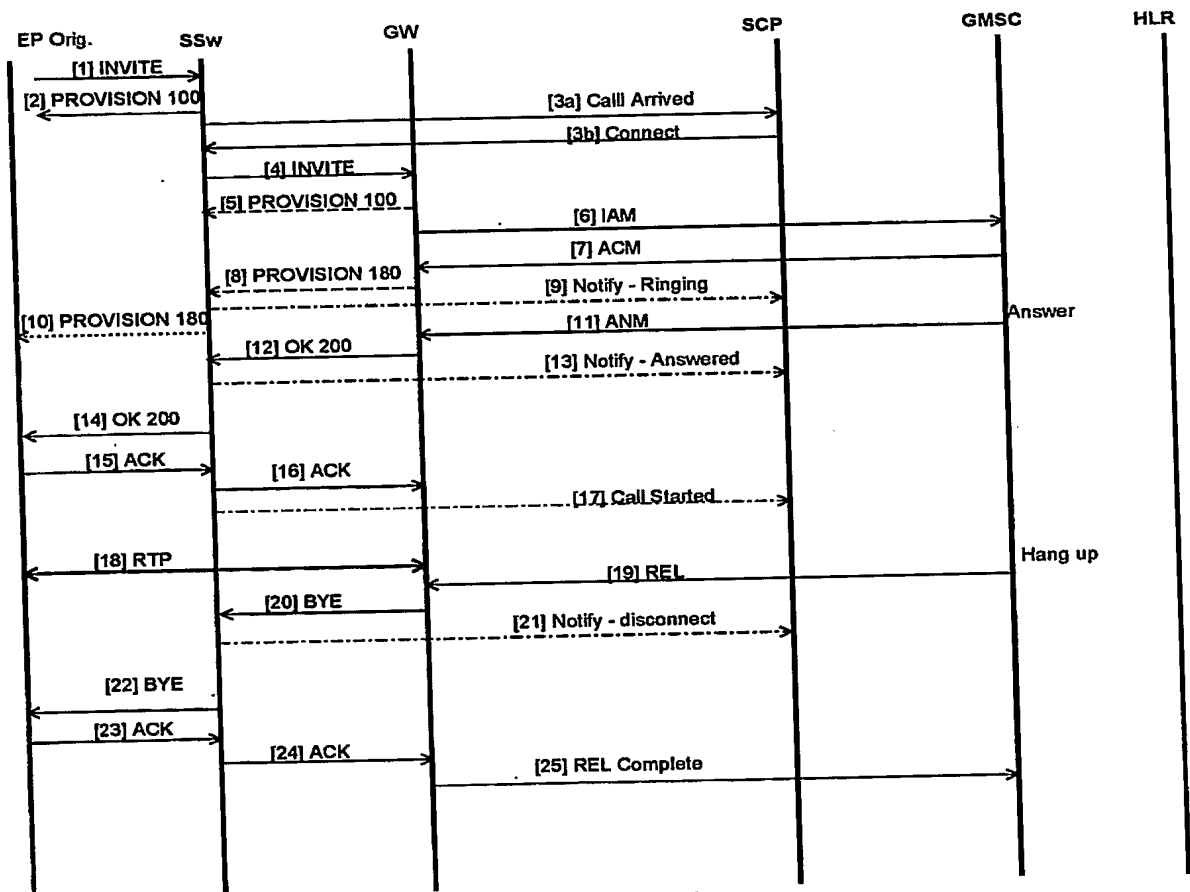 EP Orig.
SSw
GW
SCP
GMSC
HLR
[1] INVITE
[2] PROVISION 100
[3a] Calll Arrived
[3b] Connect
[4] INVITE
[5] PROVISION 100
[6] IAM
[7] ACM
[8] PROVISION 180
[9] Notify - Ringing
[10] PROVISION 180
[11] ANM
Answer
[12] OK 200
[13] Notify - Answered
[14] OK 200
[15] ACK
[16] ACK
[17] Call Started
[18] RTP
Hang up
[19] REL
[20] BYE
[21] Notify - disconnect
[22] BYE
[23] ACK
[24] ACK
[25] REL Complete